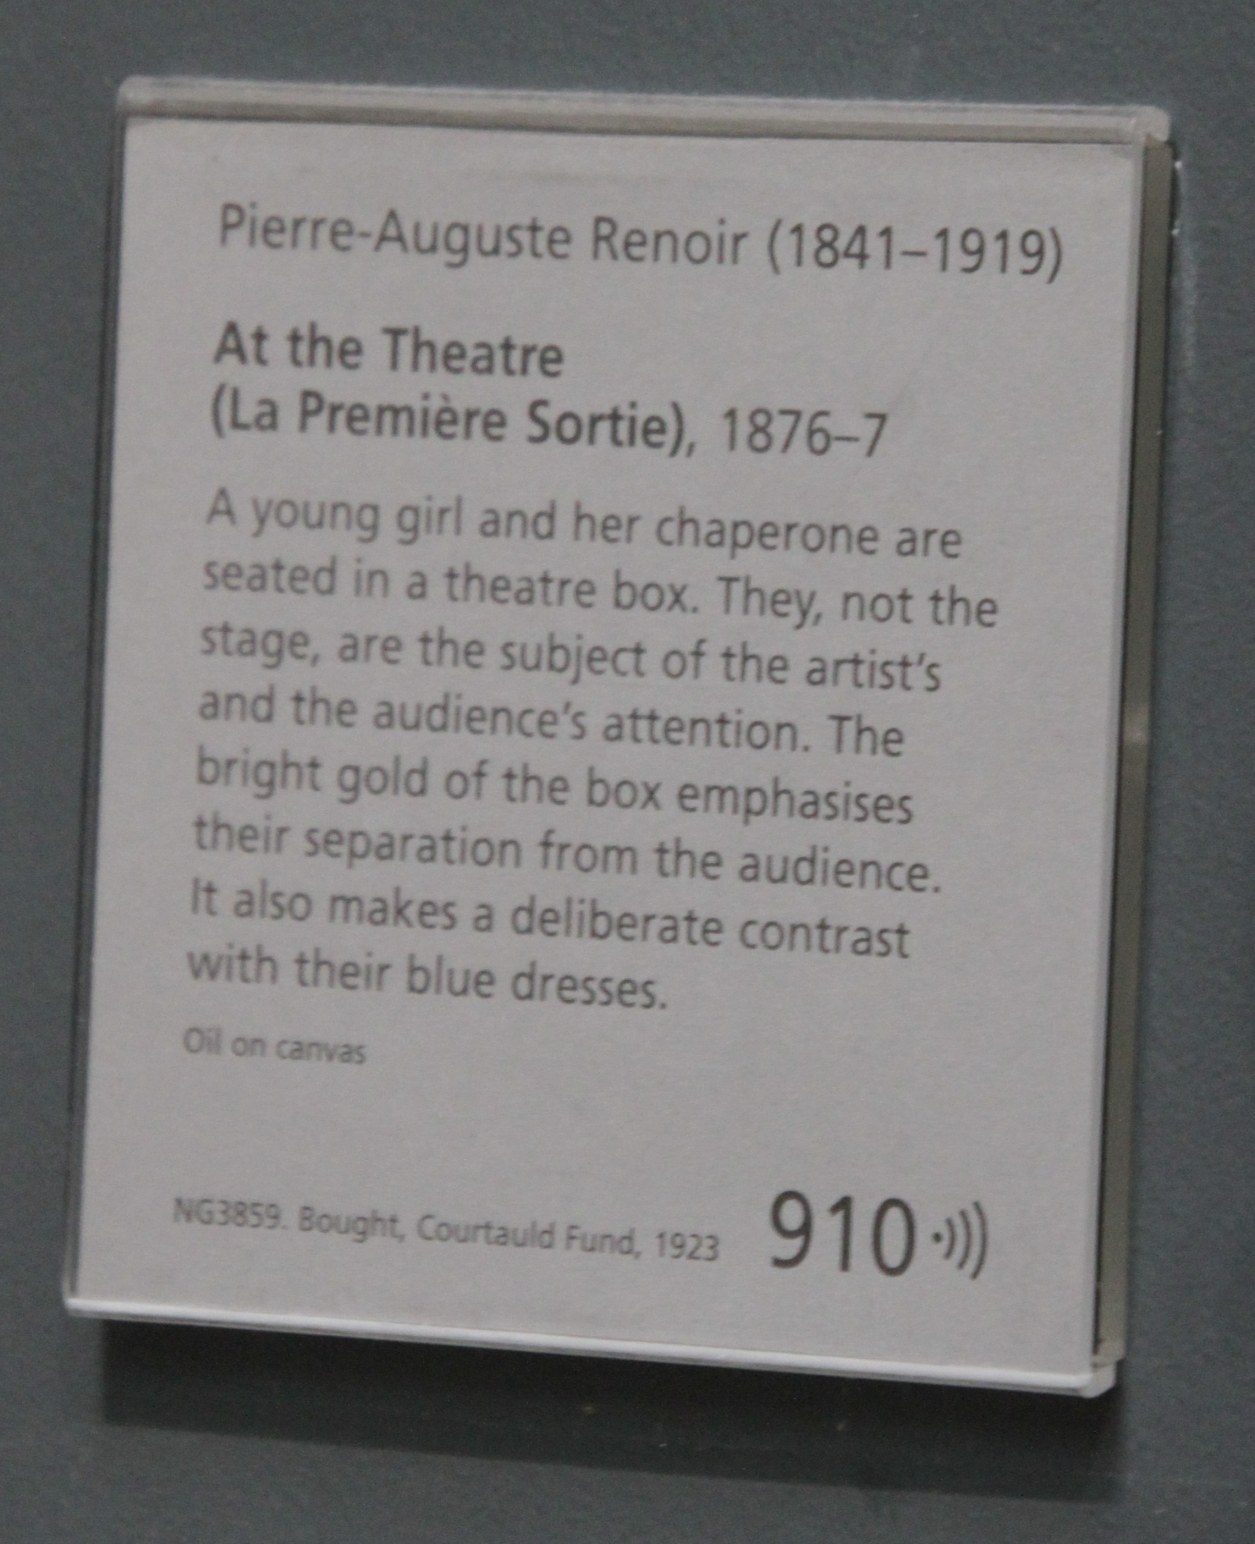 Pierre-Auguste Renoir (1841–1919)
At the Theatre
(La Première Sortie), 1876–7
A young girl and her chaperone are
seated in a theatre box. They, not the
stage, are the subject of the artist’s
and the audience’s attention. The
bright gold of the box emphasises
their separation from the audience.
It also makes a deliberate contrast
with their blue dresses.
Oil on canvas
NG3859. Bought, Courtauld Fund, 1923
910